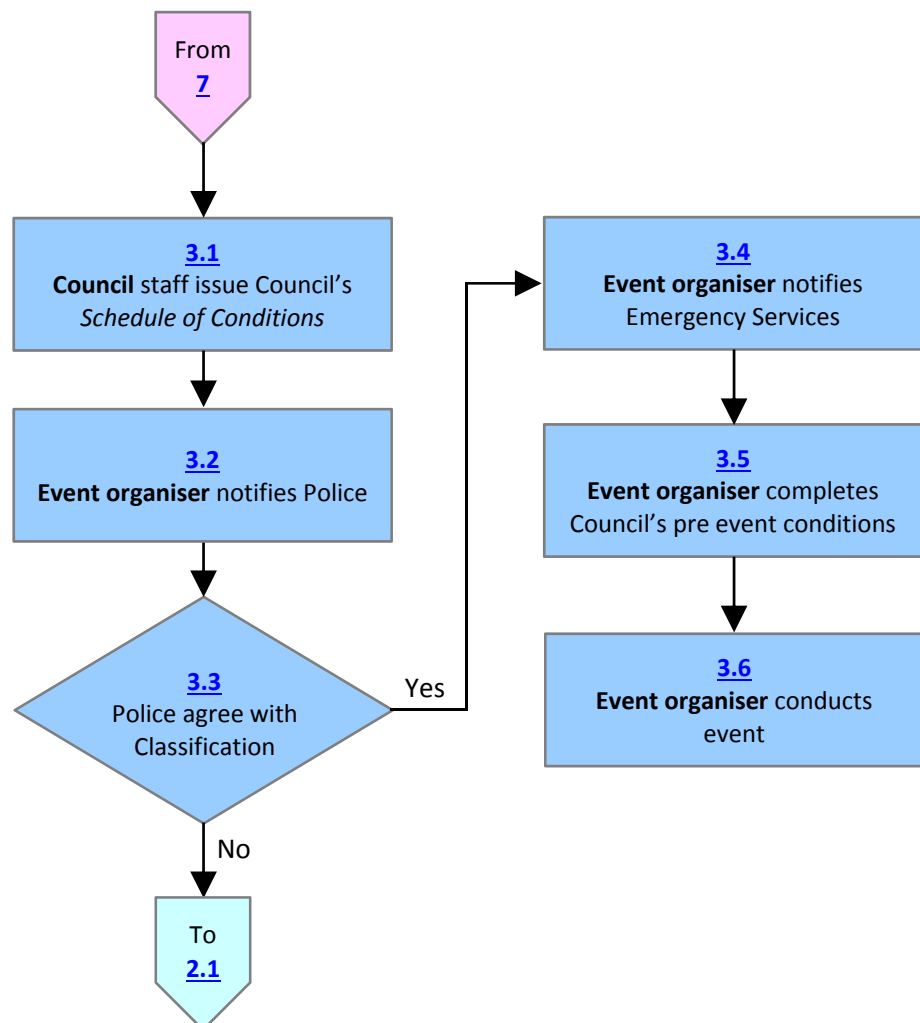 From
7
3.1
Council staff issue Council's
Schedule of Conditions
3.2
Event organiser notifies Police
3.3
Police agree with
Classification
Yes
No
To
2.1
3.4
Event organiser notifies
Emergency Services
3.5
Event organiser completes
Council's pre event conditions
3.6
Event organiser conducts
event